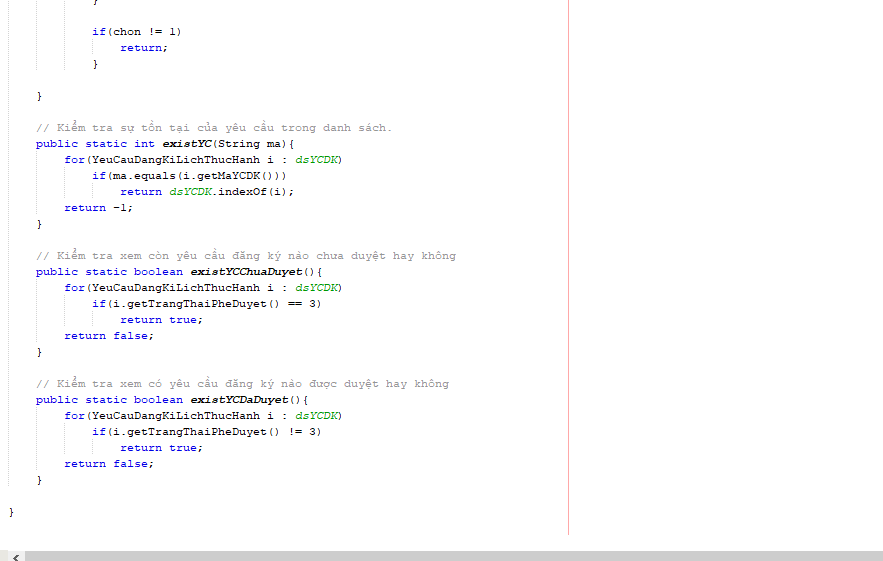 }
if(chon != 1)
return;
}
}
// Kiểm tra sự tồn tại của yêu cầu trong danh sách.
public static int existYC(String ma){
for(YeuCauDangKiLichThucHanh i : dsYCDK)
if(ma.equals(i.getMaYCDK()))
return dsYCDK.indexOf(i);
return -1;
}
// Kiểm tra xem còn yêu cầu đăng ký nào chưa duyệt hay không
public static boolean existYCChuaDuyet(){
for(YeuCauDangKiLichThucHanh i : dsYCDK)
if(i.getTrangThaiPheDuyet() == 3)
return true;
return false;
}
// Kiểm tra xem có yêu cầu đăng ký nào được duyệt hay không
public static boolean existYCDaDuyet(){
for(YeuCauDangKiLichThucHanh i : dsYCDK)
if(i.getTrangThaiPheDuyet() != 3)
return true;
return false;
}
}